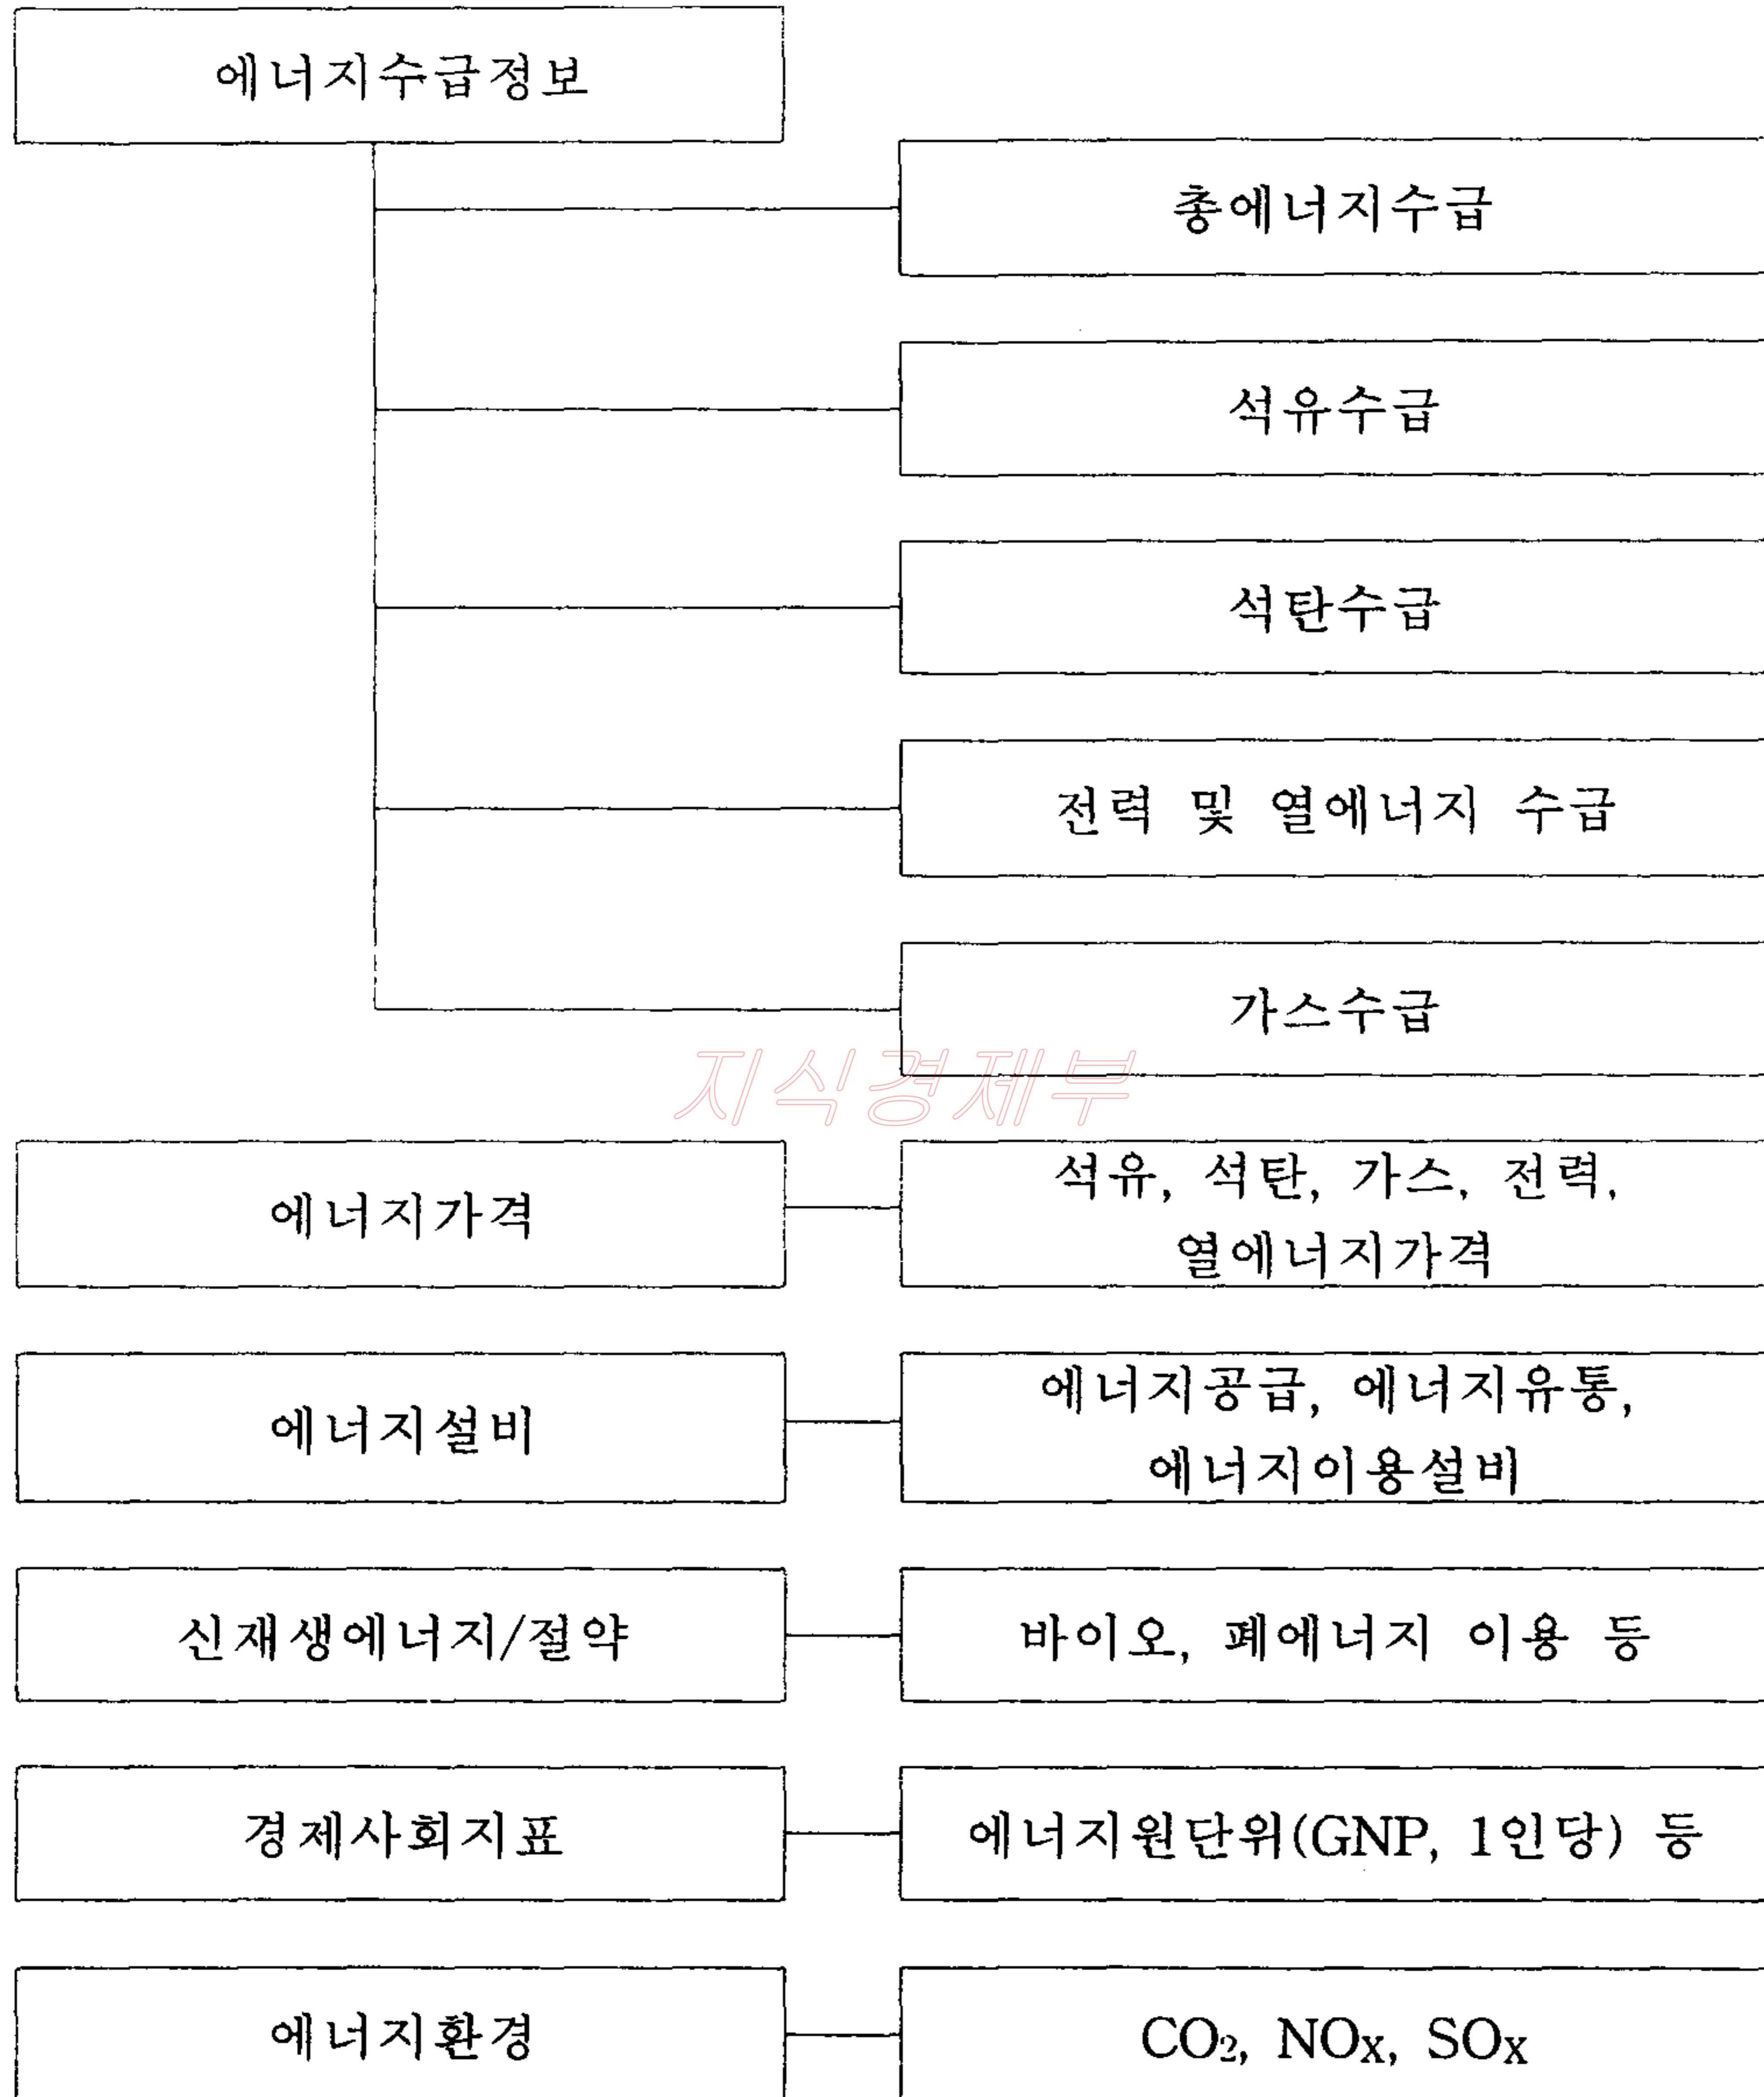 에너지수급정보
총에너지수급
석유수급
석탄수급
전력 및 열에너지 수급
가스수급
지식경제부
에너지가격
석유, 석탄, 가스, 전력,
열에너지가격
에너지설비
에너지공급, 에너지유통,
에너지이용설비
신재생에너지/절약
바이오, 폐에너지 이용 등
경제사회지표
에너지원단위(GNP, 1인당) 등
에너지환경
CO₂, NOx, SOx